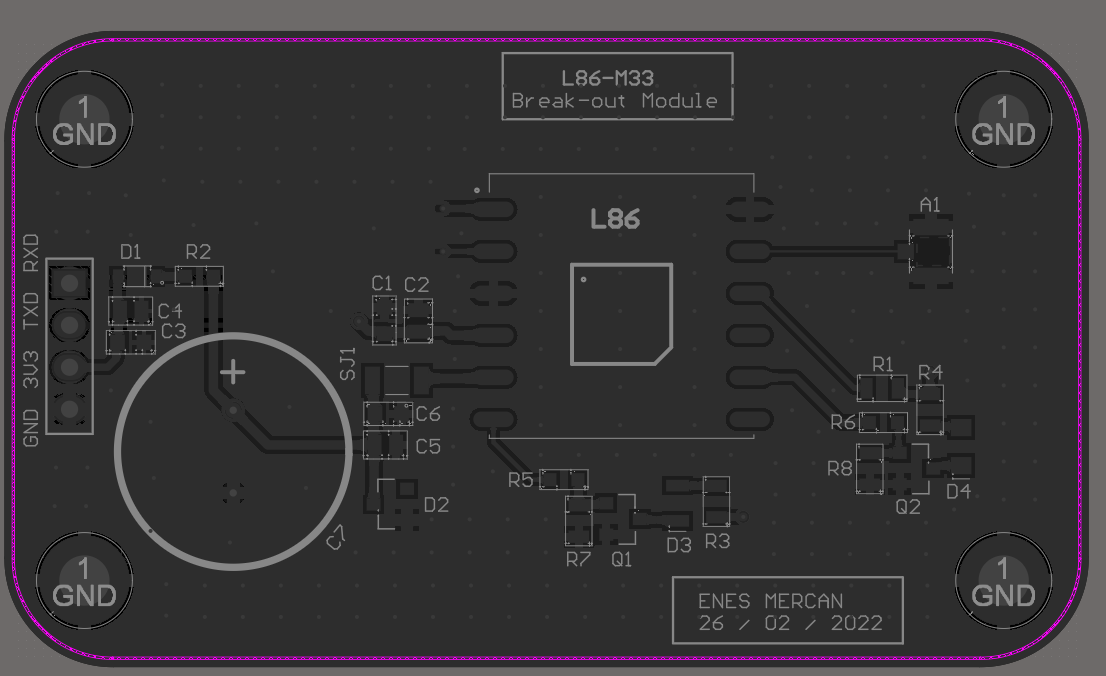 L86-M33
Break-out Module
1
GND
1
GND
A1
L86
RXD
TXD
3V3
GND
D1
R2
C4
C3
C1
C2
SJ1
C6
C5
D2
C7
R1
R4
R6
R8
Q2
D4
R5
R7
Q1
D3
R3
1
GND
1
GND
ENES MERCAN
26 / 02 / 2022